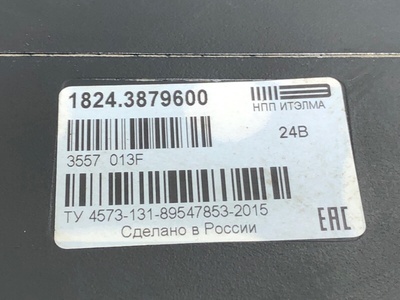 1824.3879600
НПП ИТЭЛМА
24В
3557 013F
ТУ 4573-131-89547853-2015
Сделано в России
ЕАС